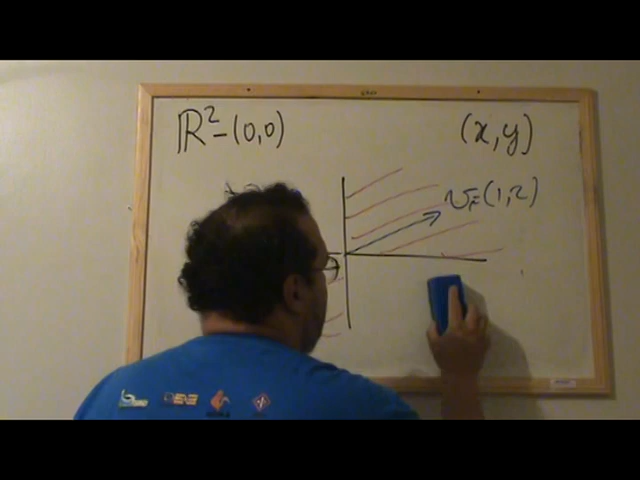 ℝ²-(0,0)
(x,y)
v=(1,2)